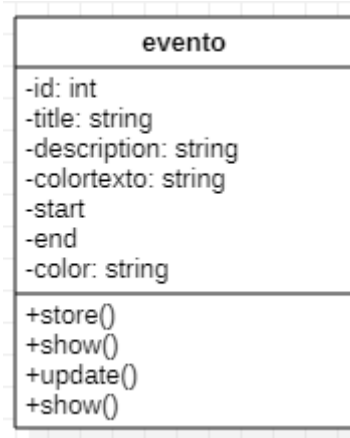 evento
-id: int
-title: string
-description: string
-colortexto: string
-start
-end
-color: string
+store()
+show()
+update()
+show()